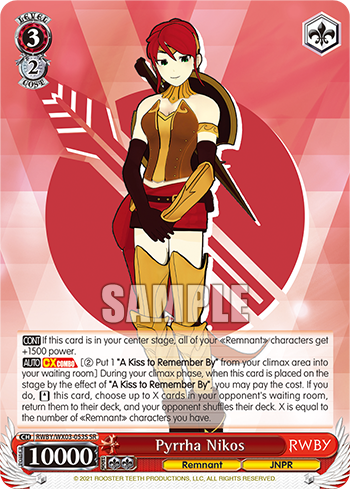 LEVEL
3
2
COST
SAMPLE
CONT If this card is in your center stage, all of your «Remnant» characters get
+1500 power.
AUTO CX COMBO [② Put 1 "A Kiss to Remember By" from your climax area into
your waiting room] During your climax phase, when this card is placed on the
stage by the effect of "A Kiss to Remember By", you may pay the cost. If you
do, [* this card, choose up to X cards in your opponent's waiting room,
return them to their deck, and your opponent shuffles their deck. X is equal to
the number of «Remnant» characters you have.
CH RWBY/WX03-053S SR
Pyrrha Nikos
RWBY
10000
Remnant
JNPR
© 2021 ROOSTER TEETH PRODUCTIONS, LLC, ALL RIGHTS RESERVED.